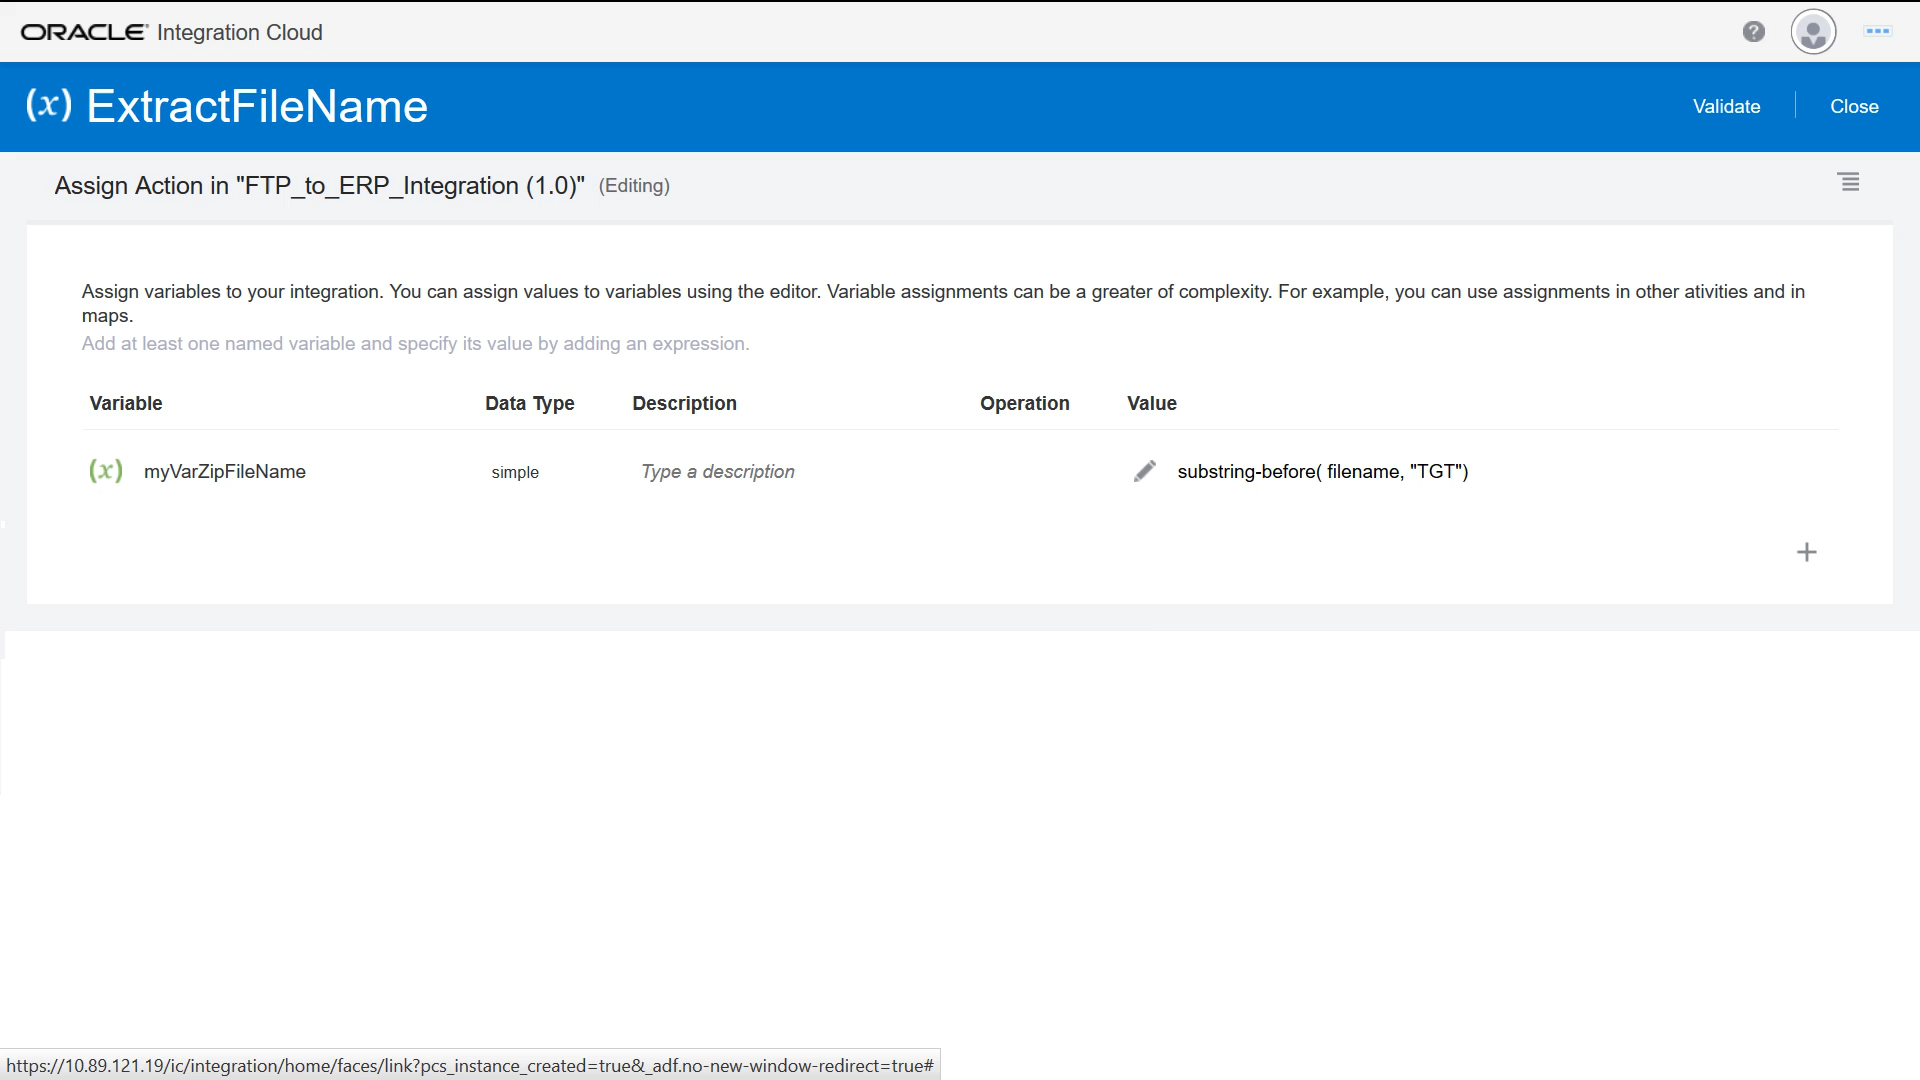 ORACLE Integration Cloud
?
(x) ExtractFileName
Validate
Close
Assign Action in "FTP_to_ERP_Integration (1.0)" (Editing)
Assign variables to your integration. You can assign values to variables using the editor. Variable assignments can be a greater of complexity. For example, you can use assignments in other ativities and in
maps.
Add at least one named variable and specify its value by adding an expression.
Variable Data Type Description Operation Value
(x) myVarZipFileName simple Type a description substring-before( filename, "TGT")
+
https://10.89.121.19/ic/integration/home/faces/link?pcs_instance_created=true&_adf.no-new-window-redirect=true#